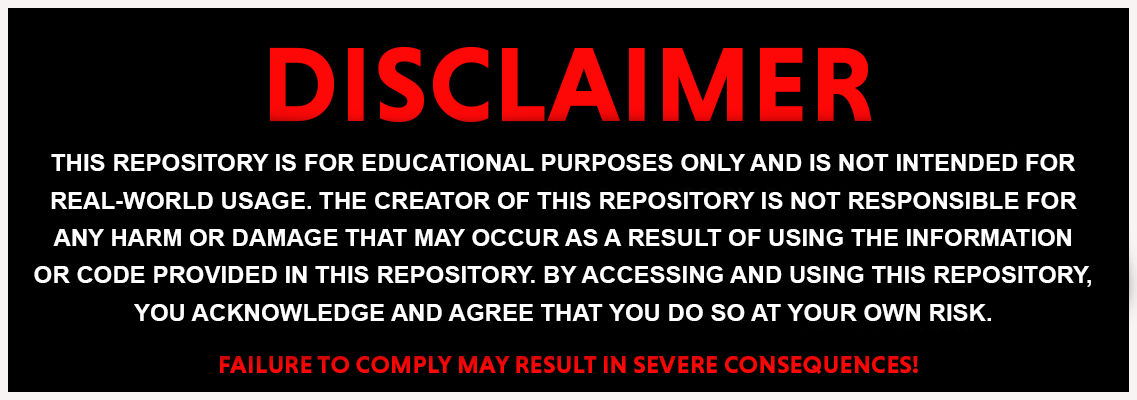 DISCLAIMER
THIS REPOSITORY IS FOR EDUCATIONAL PURPOSES ONLY AND IS NOT INTENDED FOR
REAL-WORLD USAGE. THE CREATOR OF THIS REPOSITORY IS NOT RESPONSIBLE FOR
ANY HARM OR DAMAGE THAT MAY OCCUR AS A RESULT OF USING THE INFORMATION
OR CODE PROVIDED IN THIS REPOSITORY. BY ACCESSING AND USING THIS REPOSITORY,
YOU ACKNOWLEDGE AND AGREE THAT YOU DO SO AT YOUR OWN RISK.
FAILURE TO COMPLY MAY RESULT IN SEVERE CONSEQUENCES!